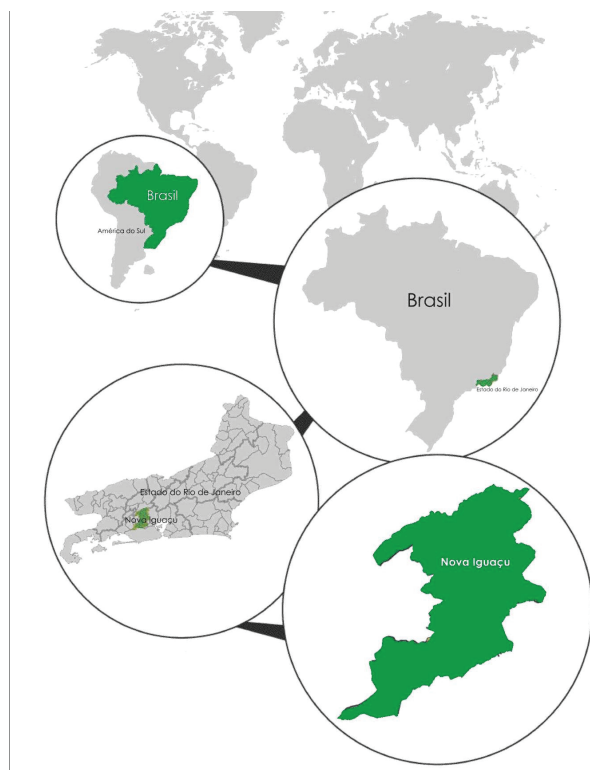 Brasil
América do Sul
Brasil
Estado do Rio de Janeiro
Estado do Rio de Janeiro
Nova Iguaçu
Nova Iguaçu